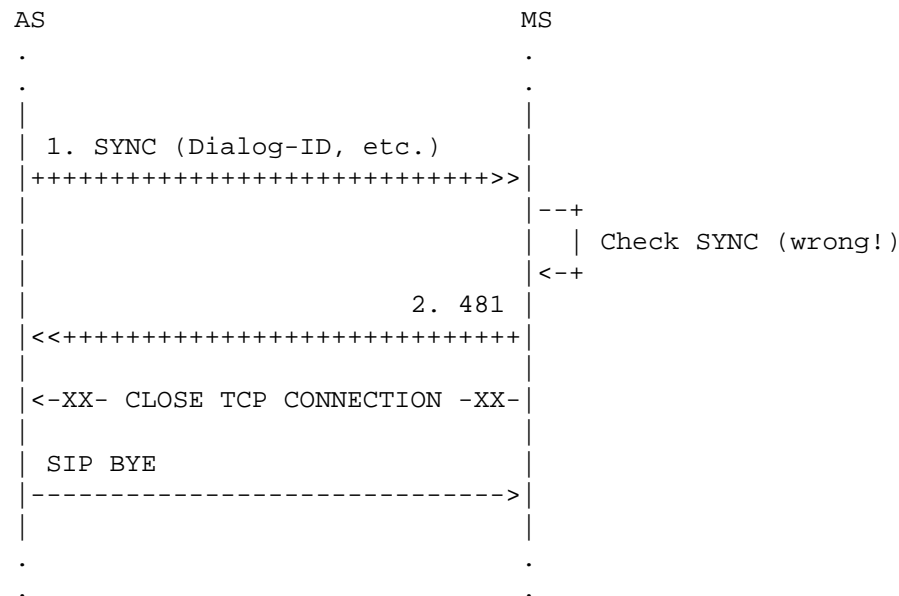 AS                              MS
.                               .
.                               .
|                               |
| 1. SYNC (Dialog-ID, etc.)     |
|+++++++++++++++++++++++++++++>>|
|                               |--+
|                               |  | Check SYNC (wrong!)
|                               |<-+
|                        2. 481 |
|<<+++++++++++++++++++++++++++++|
|                               |
|<-XX- CLOSE TCP CONNECTION -XX-|
|                               |
| SIP BYE                       |
|------------------------------>|
|                               |
.                               .
.                               .